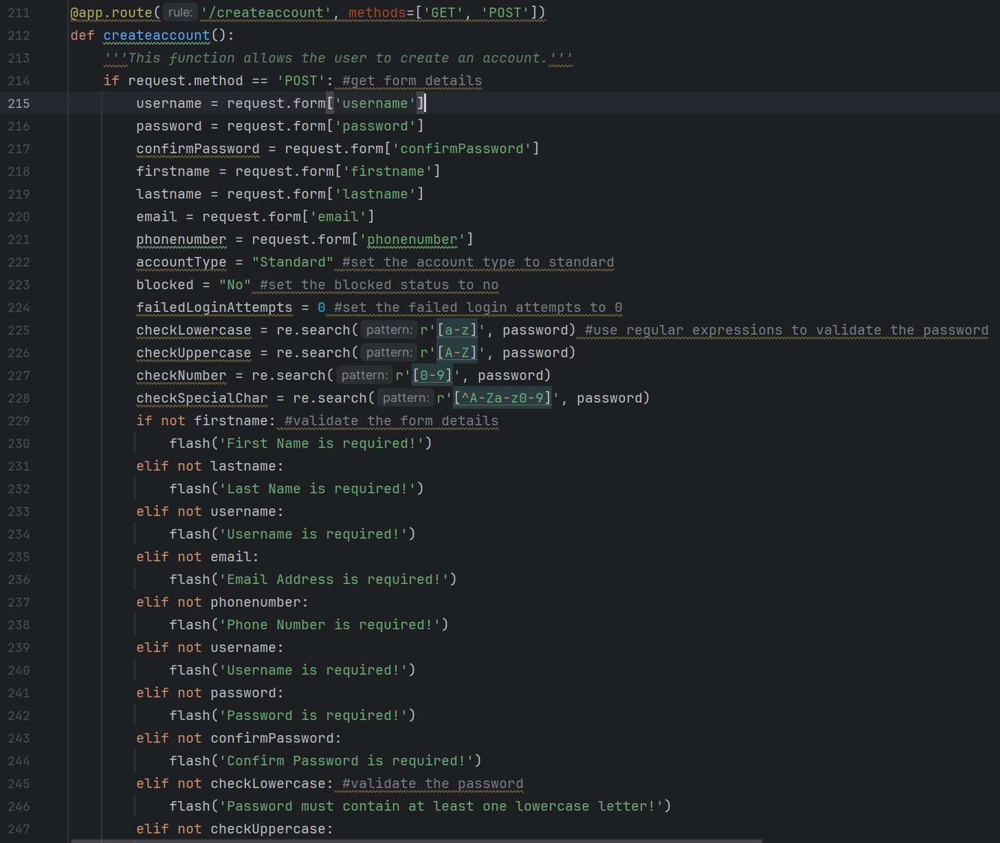 211 @app.route( rule: '/createaccount', methods=['GET', 'POST'])
212 def createaccount():
213     '''This function allows the user to create an account.'''
214     if request.method == 'POST': #get form details
215         username = request.form['username']
216         password = request.form['password']
217         confirmPassword = request.form['confirmPassword']
218         firstname = request.form['firstname']
219         lastname = request.form['lastname']
220         email = request.form['email']
221         phonenumber = request.form['phonenumber']
222         accountType = "Standard" #set the account type to standard
223         blocked = "No" #set the blocked status to no
224         failedLoginAttempts = 0 #set the failed login attempts to 0
225         checkLowercase = re.search( pattern: r'[a-z]', password) #use regular expressions to validate the password
226         checkUppercase = re.search( pattern: r'[A-Z]', password)
227         checkNumber = re.search( pattern: r'[0-9]', password)
228         checkSpecialChar = re.search( pattern: r'[^A-Za-z0-9]', password)
229         if not firstname: #validate the form details
230             flash('First Name is required!')
231         elif not lastname:
232             flash('Last Name is required!')
233         elif not username:
234             flash('Username is required!')
235         elif not email:
236             flash('Email Address is required!')
237         elif not phonenumber:
238             flash('Phone Number is required!')
239         elif not username:
240             flash('Username is required!')
241         elif not password:
242             flash('Password is required!')
243         elif not confirmPassword:
244             flash('Confirm Password is required!')
245         elif not checkLowercase: #validate the password
246             flash('Password must contain at least one lowercase letter!')
247         elif not checkUppercase: